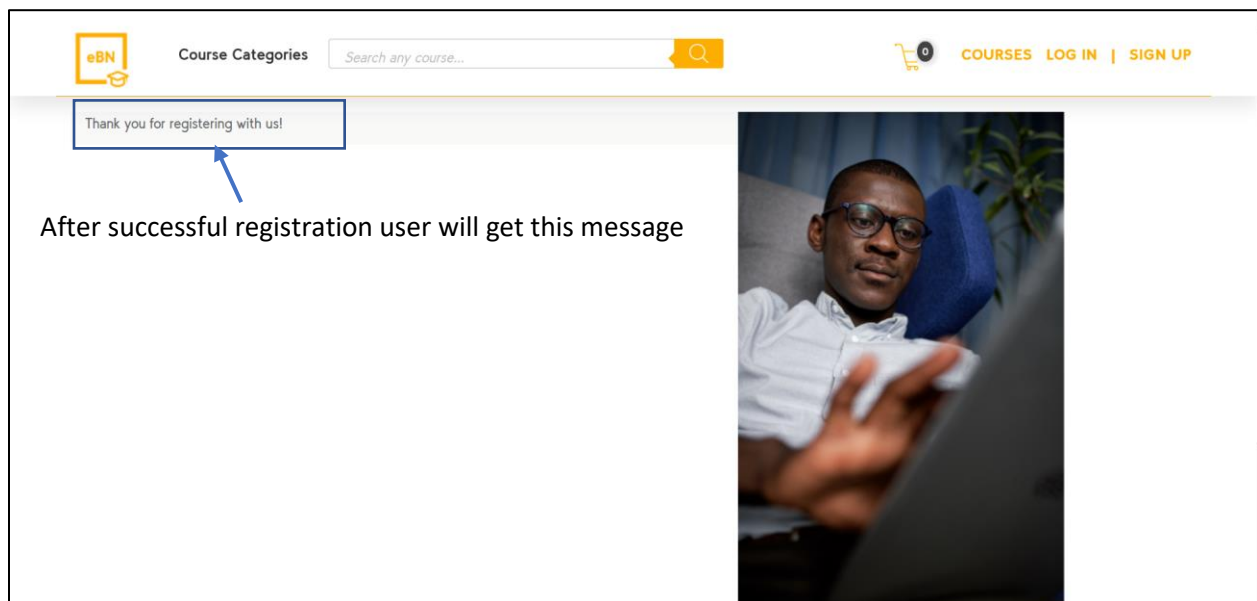 eBN
Course Categories
Search any course...
0
COURSES LOG IN | SIGN UP
Thank you for registering with us!
After successful registration user will get this message